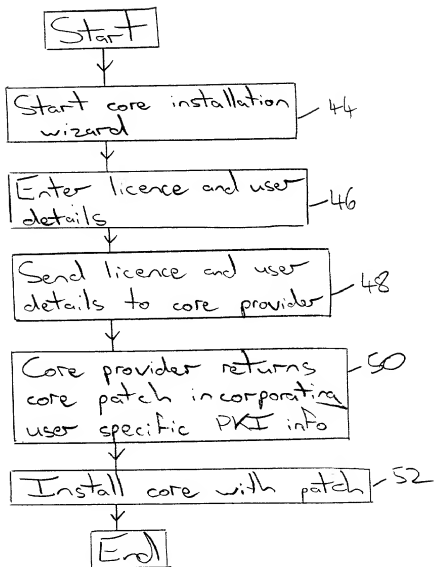 Start
Start core installation
wizard
44
Enter licence and user
details
46
Send licence and user
details to core provider
48
Core provider returns
core patch incorporating
user specific PKI info
50
Install core with patch
52
End